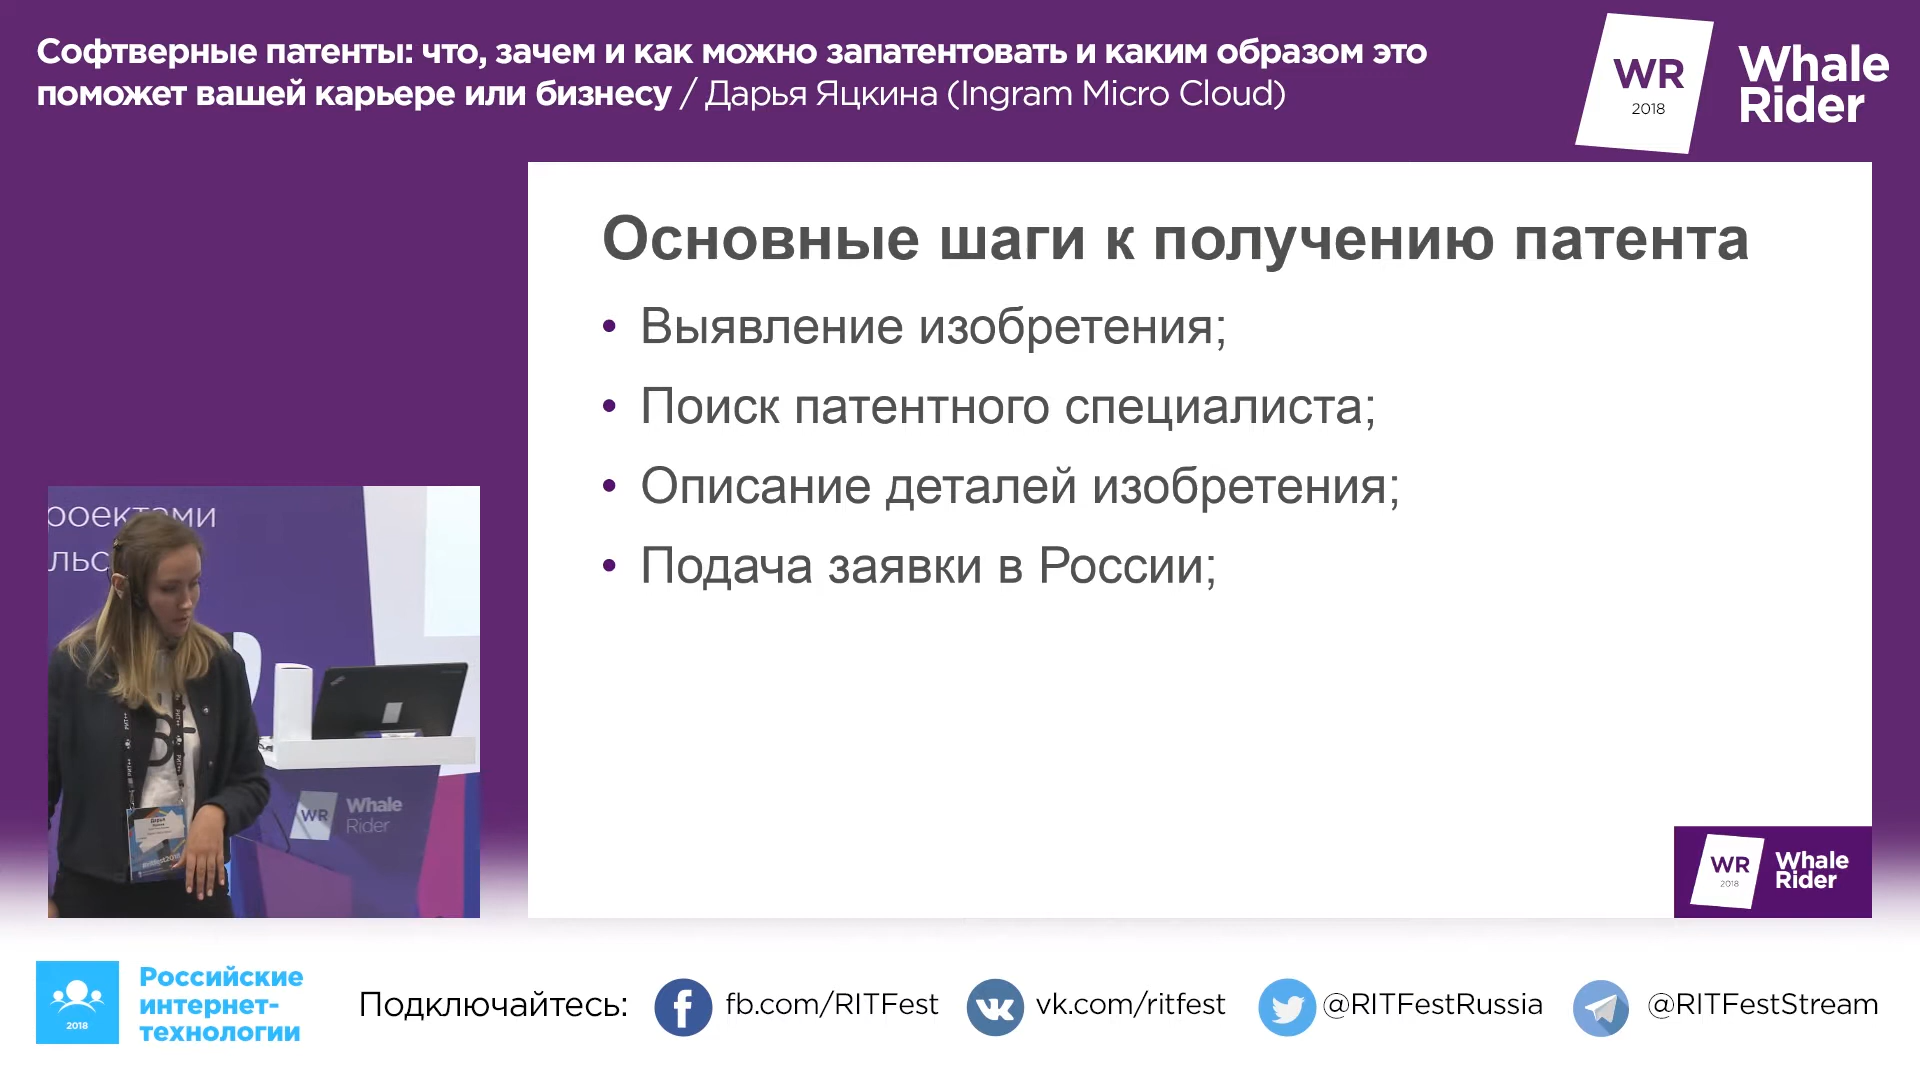 Софтверные патенты: что, зачем и как можно запатентовать и каким образом это
поможет вашей карьере или бизнесу / Дарья Яцкина (Ingram Micro Cloud)
WR
2018
Whale
Rider
Основные шаги к получению патента
• Выявление изобретения;
• Поиск патентного специалиста;
• Описание деталей изобретения;
• Подача заявки в России;
роектами
льс
WR
Whale
Rider
WR
2018
Whale
Rider
2018
Российские
интернет-
технологии
Подключайтесь:
fb.com/RITFest
vk.com/ritfest
@RITFestRussia
@RITFestStream